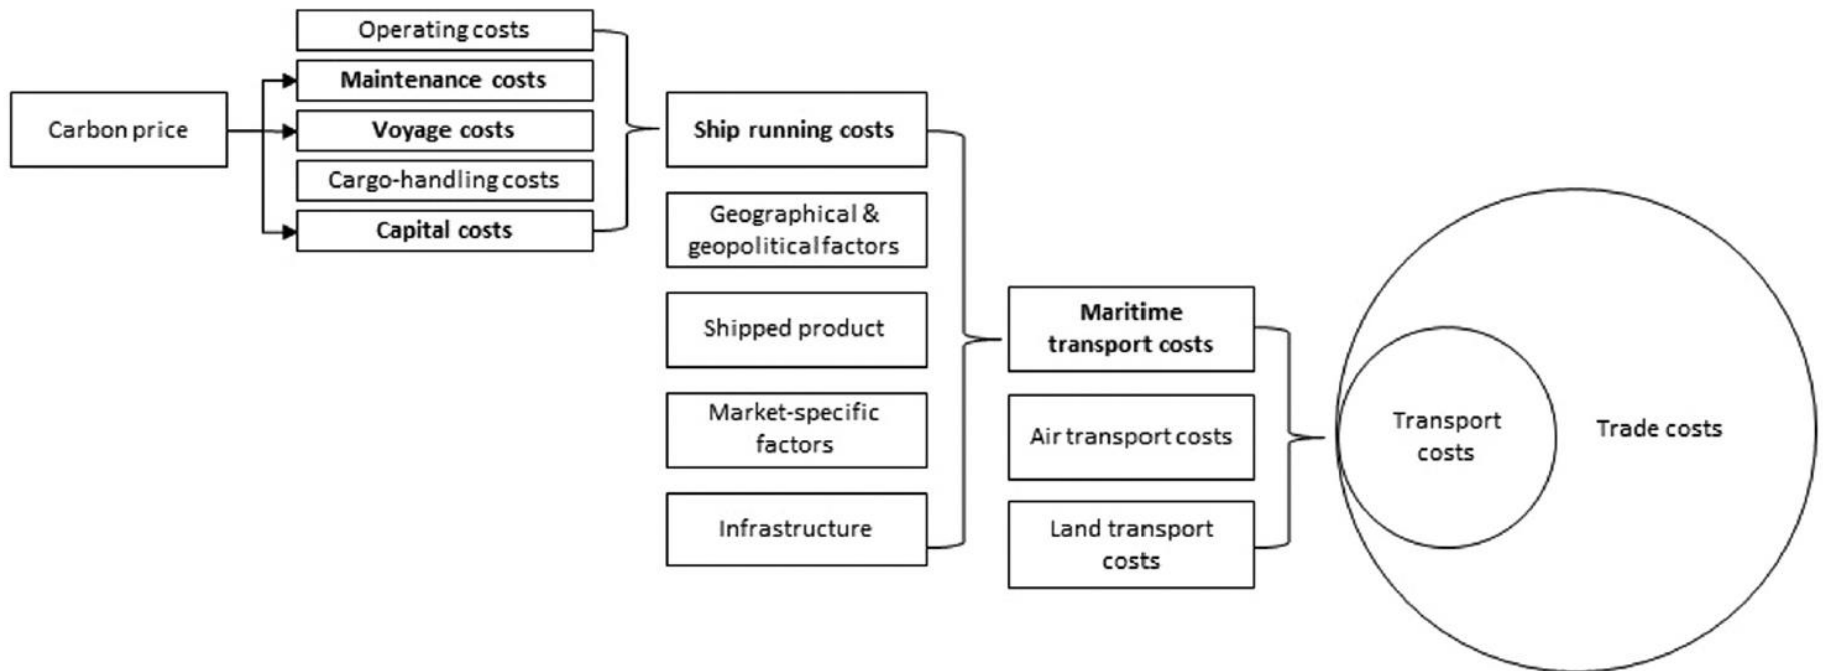 Carbon price
Operating costs
Maintenance costs
Voyage costs
Cargo-handling costs
Capital costs
Ship running costs
Geographical &
geopolitical factors
Shipped product
Market-specific
factors
Infrastructure
Maritime
transport costs
Air transport costs
Land transport
costs
Transport
costs
Trade costs